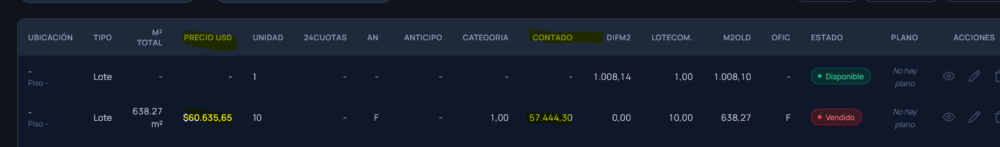 UBICACIÓN TIPO M² TOTAL PRECIO USD UNIDAD 24CUOTAS AN ANTICIPO CATEGORIA CONTADO DIFM2 LOTECOM. M2OLD OFIC ESTADO PLANO ACCIONES
- Lote - - 1 - - - - - 1.008,14 1,00 1.008,10 - Disponible No hay plano
Piso -
- Lote 638.27 m² $60.635,65 10 - F - 1,00 57.444,30 0,00 10,00 638,27 F Vendido No hay plano
Piso -